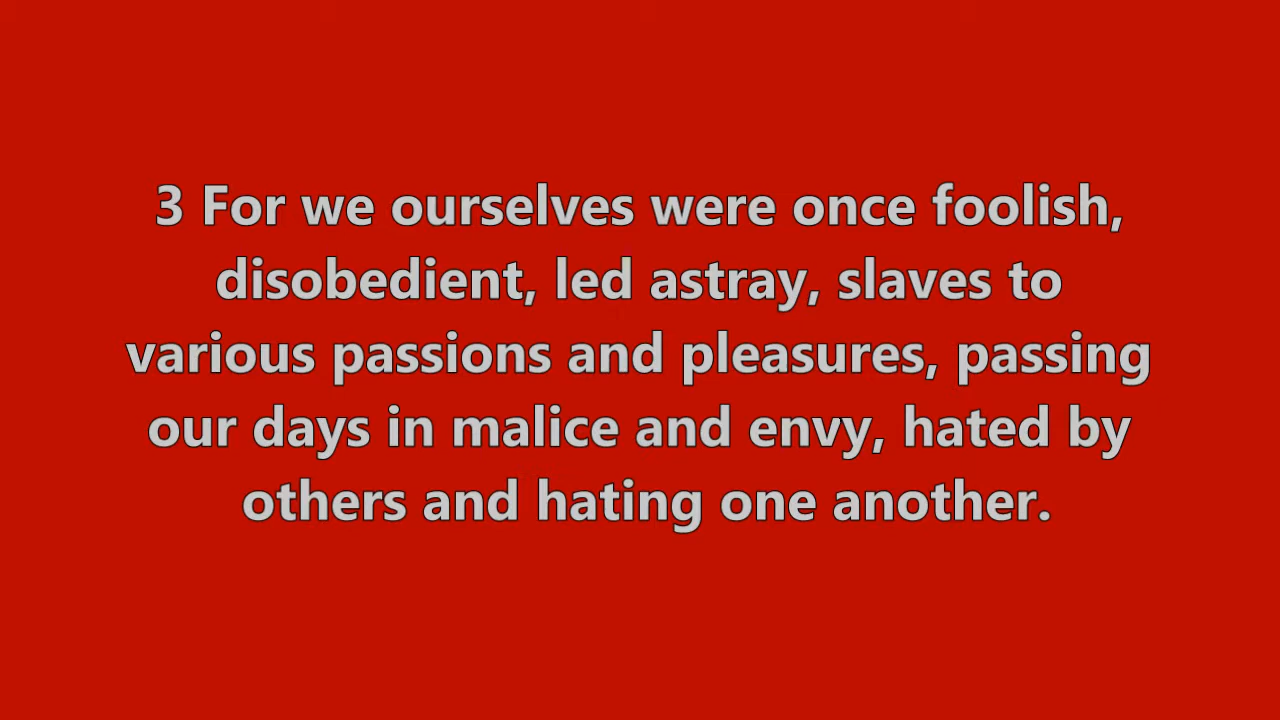 3 For we ourselves were once foolish,
disobedient, led astray, slaves to
various passions and pleasures, passing
our days in malice and envy, hated by
others and hating one another.